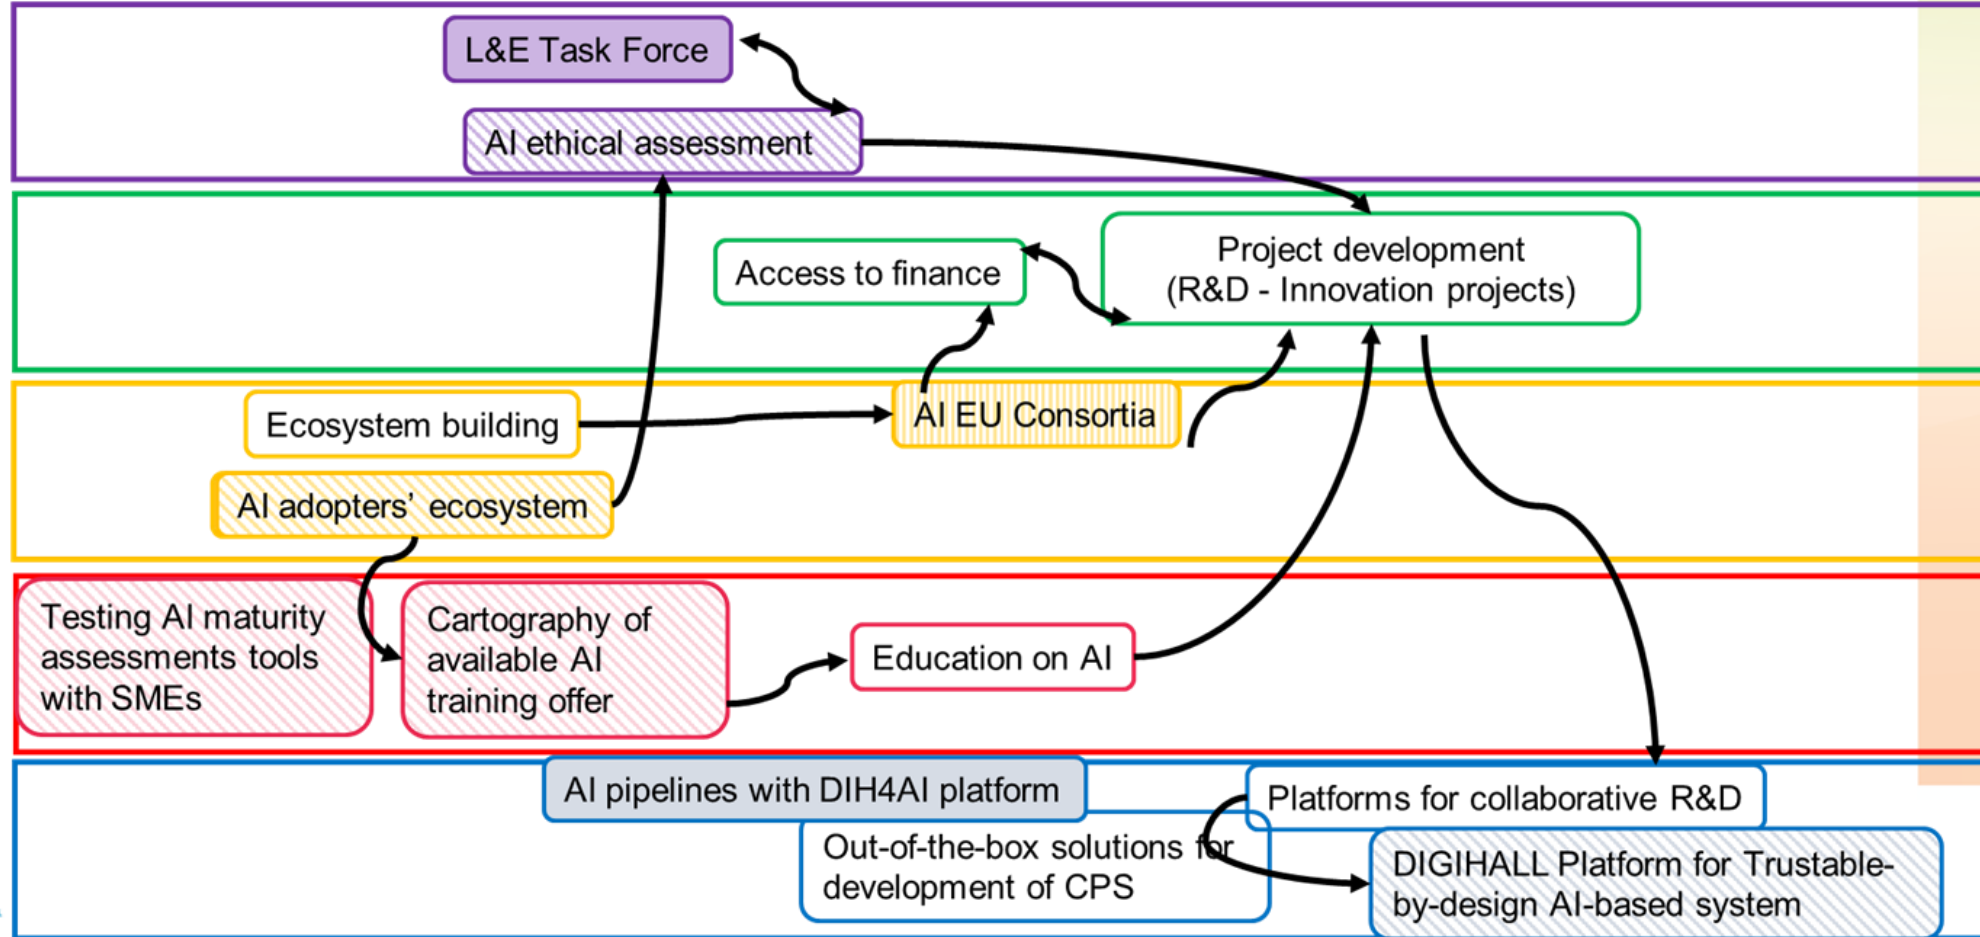 L&E Task Force
AI ethical assessment
Access to finance
Project development
(R&D - Innovation projects)
Ecosystem building
AI EU Consortia
AI adopters’ ecosystem
Testing AI maturity
assessments tools
with SMEs
Cartography of
available AI
training offer
Education on AI
AI pipelines with DIH4AI platform
Platforms for collaborative R&D
Out-of-the-box solutions for
development of CPS
DIGIHALL Platform for Trustable-
by-design AI-based system